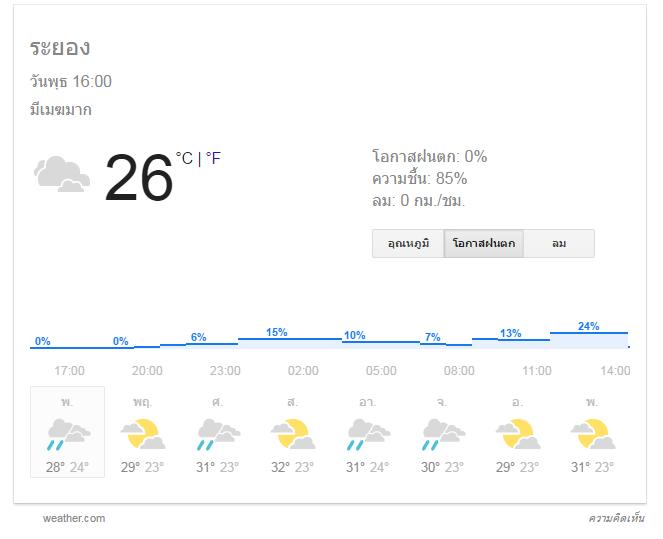 ระยอง
วันพุธ 16:00
มีเมฆมาก
26 °C | °F
โอกาสฝนตก: 0%
ความชื้น: 85%
ลม: 0 กม./ชม.
อุณหภูมิ โอกาสฝนตก ลม
0% 0% 6% 15% 10% 7% 13% 24%
17:00 20:00 23:00 02:00 05:00 08:00 11:00 14:00
พ. พฤ. ศ. ส. อา. จ. อ. พ.
28° 24° 29° 23° 31° 23° 32° 23° 31° 24° 30° 23° 29° 23° 31° 23°
weather.com ความคิดเห็น